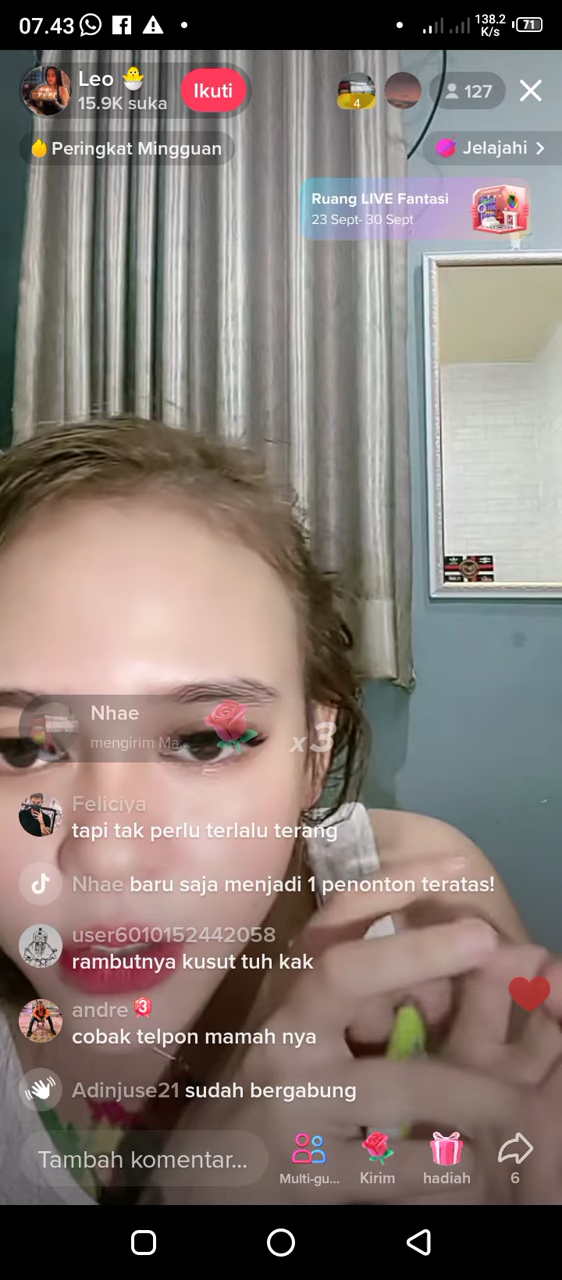 07.43
138.2
K/s
71
Leo 🐣
15.9K suka
Ikuti
4
127
Peringkat Mingguan
Jelajahi
Ruang LIVE Fantasi
23 Sept- 30 Sept
Nhae
mengirim Ma...
x3
Feliciya
tapi tak perlu terlalu terang
Nhae baru saja menjadi 1 penonton teratas!
user6010152442058
rambutnya kusut tuh kak
andre 3
cobak telpon mamah nya
Adinjuse21 sudah bergabung
Tambah komentar...
Multi-gu...
Kirim
hadiah
6